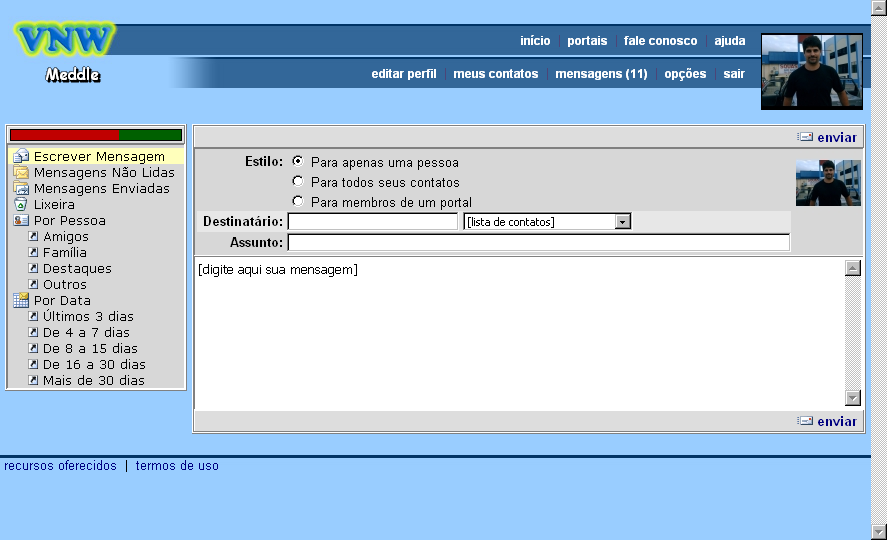 VNW
Meddle
início | portais | fale conosco | ajuda
editar perfil | meus contatos | mensagens (11) | opções | sair
Escrever Mensagem
Mensagens Não Lidas
Mensagens Enviadas
Lixeira
Por Pessoa
Amigos
Família
Destaques
Outros
Por Data
Últimos 3 dias
De 4 a 7 dias
De 8 a 15 dias
De 16 a 30 dias
Mais de 30 dias
enviar
Estilo: Para apenas uma pessoa
Para todos seus contatos
Para membros de um portal
Destinatário: [lista de contatos]
Assunto:
[digite aqui sua mensagem]
enviar
recursos oferecidos | termos de uso